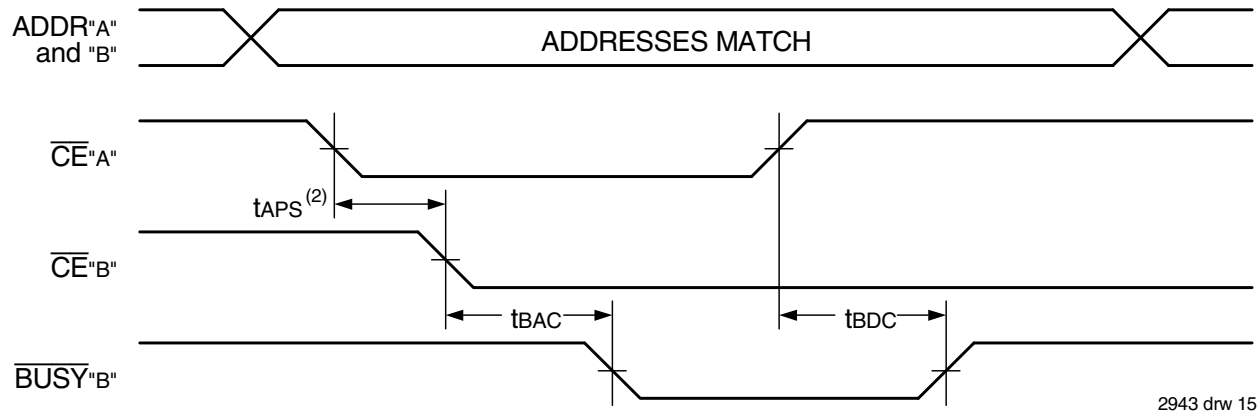 ADDR"A"
and "B"
ADDRESSES MATCH
CE"A"
tAPS(2)
CE"B"
tBAC
tBDC
BUSY"B"
2943 drw 15